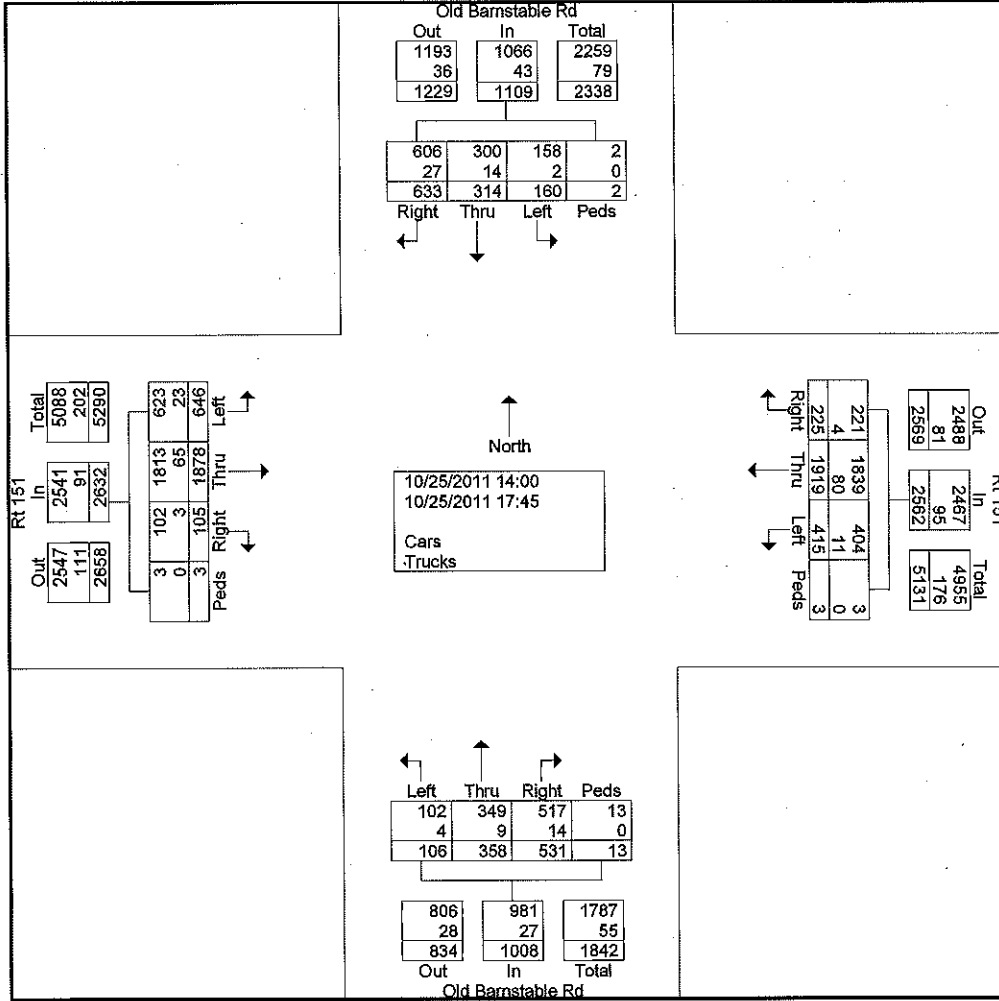 Old Barnstable Rd
Out In Total
1193 1066 2259
36 43 79
1229 1109 2338
606 300 158 2
27 14 2 0
633 314 160 2
Right Thru Left Peds
Rt 151
Total In Out
5088 2541 2547
202 91 111
5290 2632 2658
623 1813 102 3
23 65 3 0
646 1878 105 3
Left Thru Right Peds
North
10/25/2011 14:00
10/25/2011 17:45
Cars
Trucks
Right Thru Left Peds
221 1839 404 3
4 80 11 0
225 1919 415 3
Out In Total
2488 2467 4955
81 95 176
2569 2562 5131
Rt 151
Left Thru Right Peds
102 349 517 13
4 9 14 0
106 358 531 13
806 981 1787
28 27 55
834 1008 1842
Out In Total
Old Barnstable Rd